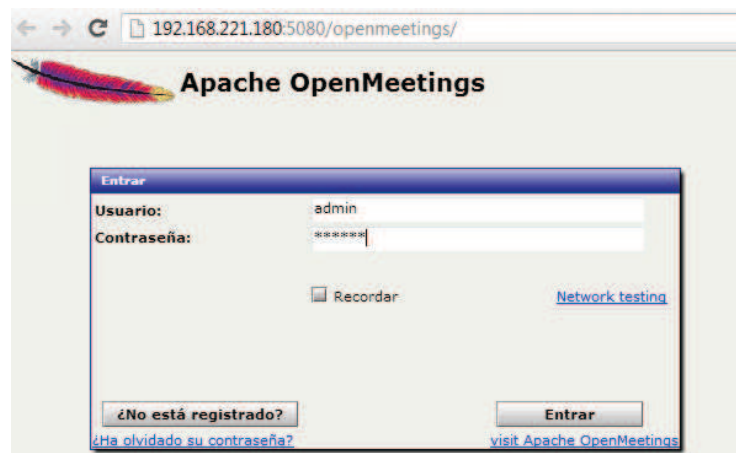 192.168.221.180:5080/openmeetings/
Apache OpenMeetings
Entrar
Usuario: admin
Contraseña: ******
Recordar Network testing
¿No está registrado? Entrar
¿Ha olvidado su contraseña? visit Apache OpenMeetings